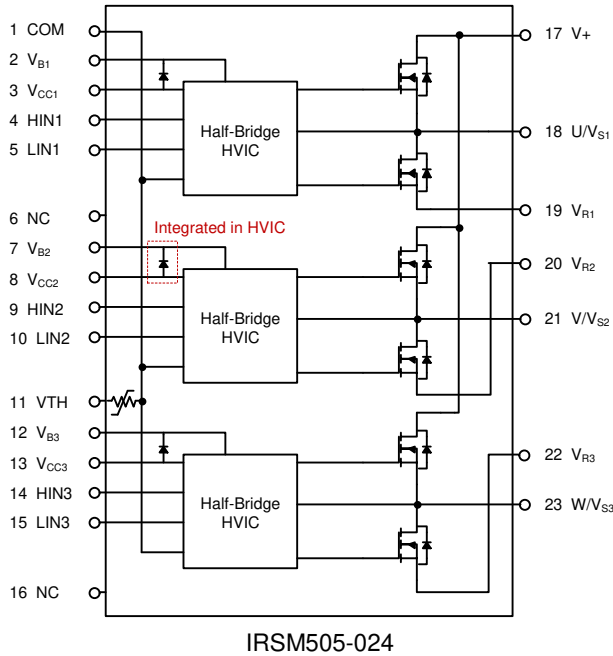 1 COM
2 VB1
3 VCC1
4 HIN1
5 LIN1
6 NC
7 VB2
8 VCC2
9 HIN2
10 LIN2
11 VTH
12 VB3
13 VCC3
14 HIN3
15 LIN3
16 NC
Half-Bridge
HVIC
Integrated in HVIC
Half-Bridge
HVIC
Half-Bridge
HVIC
17 V+
18 U/VS1
19 VR1
20 VR2
21 V/VS2
22 VR3
23 W/VS3
IRSM505-024